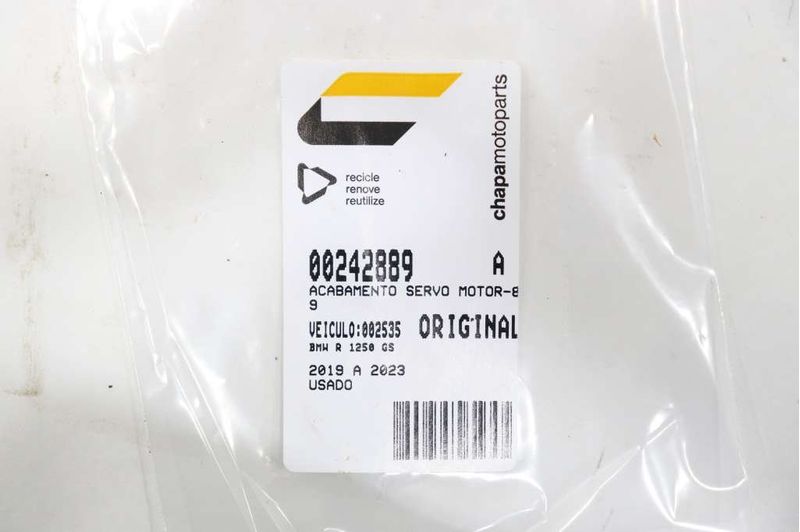 chapamotoparts
recicle
renove
reutilize
00242889 A
ACABAMENTO SERVO MOTOR-8
9
VEICULO:002535 ORIGINAL
BMW R 1250 GS
2019 A 2023
USADO